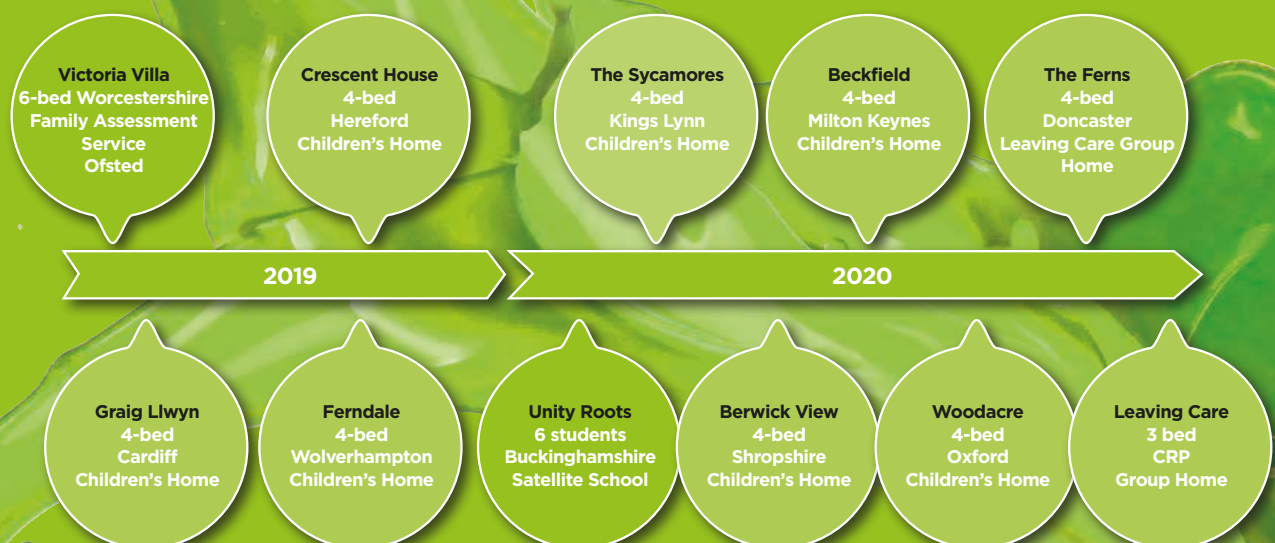 Victoria Villa
6-bed Worcestershire
Family Assessment
Service
Ofsted
Crescent House
4-bed
Hereford
Children's Home
The Sycamores
4-bed
Kings Lynn
Children's Home
Beckfield
4-bed
Milton Keynes
Children's Home
The Ferns
4-bed
Doncaster
Leaving Care Group
Home
2019
2020
Graig Llwyn
4-bed
Cardiff
Children's Home
Ferndale
4-bed
Wolverhampton
Children's Home
Unity Roots
6 students
Buckinghamshire
Satellite School
Berwick View
4-bed
Shropshire
Children's Home
Woodacre
4-bed
Oxford
Children's Home
Leaving Care
3 bed
CRP
Group Home